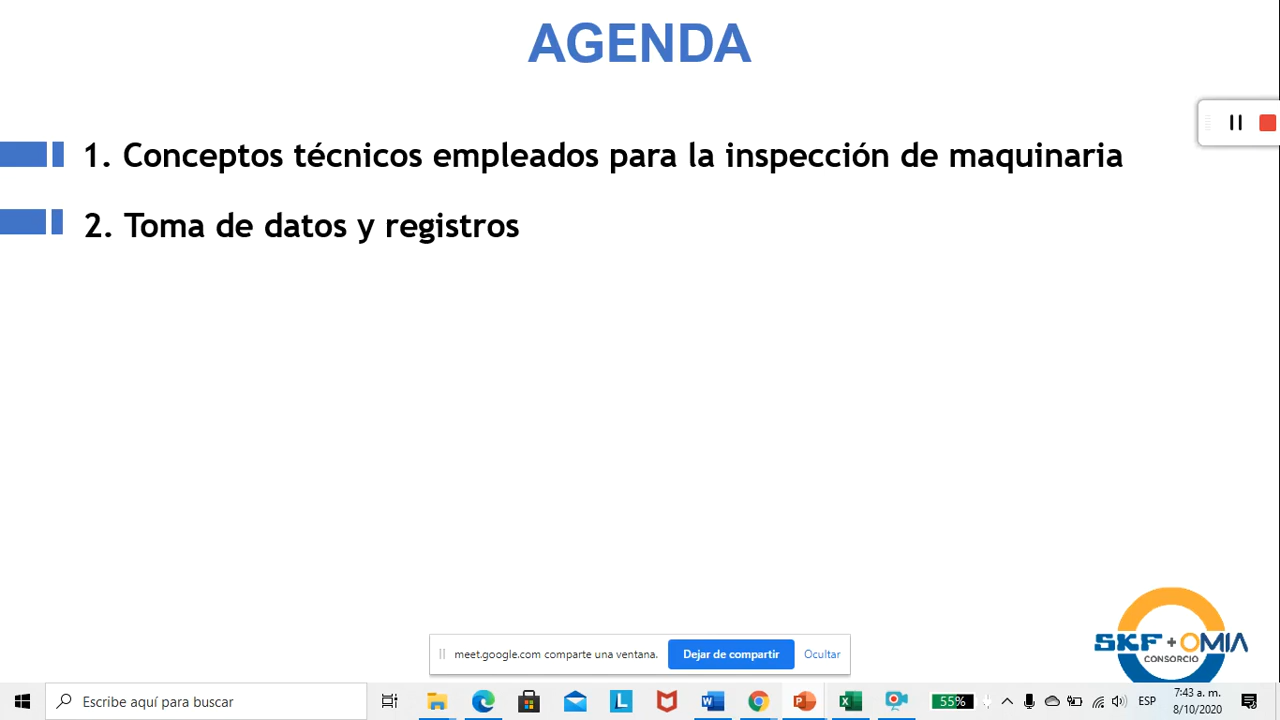 AGENDA
1. Conceptos técnicos empleados para la inspección de maquinaria
2. Toma de datos y registros
SKF + OMIA
CONSORCIO
meet.google.com comparte una ventana. Dejar de compartir Ocultar
Escribe aquí para buscar
55%
ESP
7:43 a. m.
8/10/2020